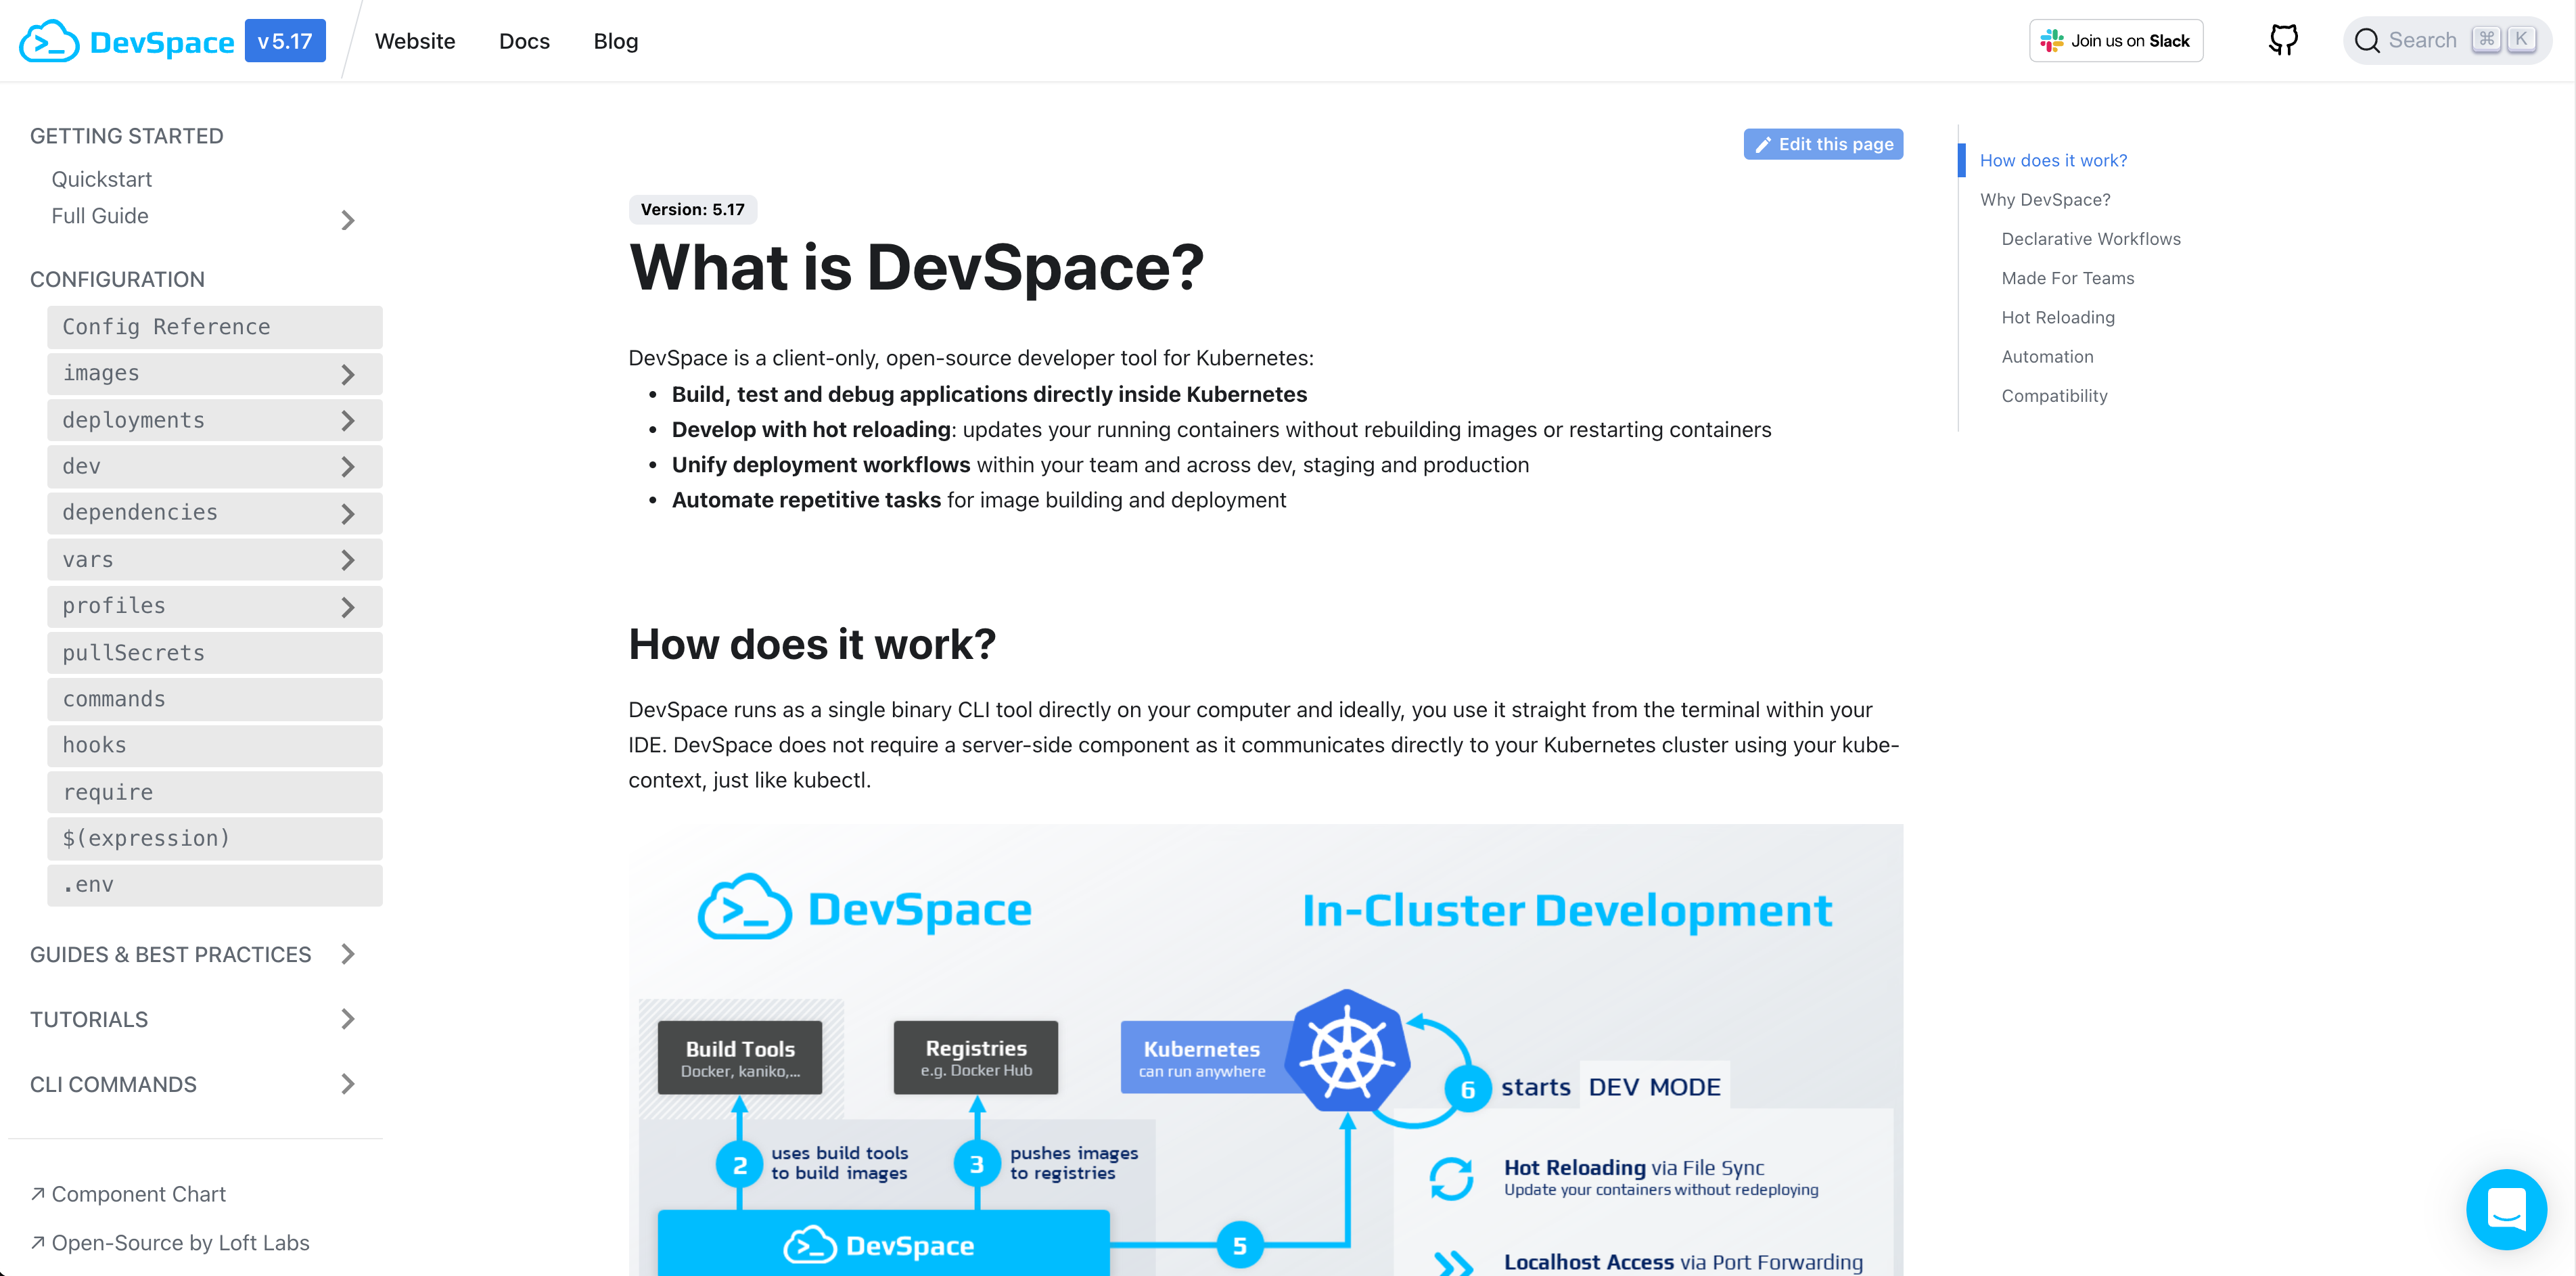 DevSpace v5.17 Website Docs Blog Join us on Slack Search ⌘ K
GETTING STARTED
Quickstart
Full Guide
CONFIGURATION
Config Reference
images
deployments
dev
dependencies
vars
profiles
pullSecrets
commands
hooks
require
$(expression)
.env
GUIDES & BEST PRACTICES
TUTORIALS
CLI COMMANDS
Component Chart
Open-Source by Loft Labs
Edit this page
Version: 5.17
What is DevSpace?
DevSpace is a client-only, open-source developer tool for Kubernetes:
• Build, test and debug applications directly inside Kubernetes
• Develop with hot reloading: updates your running containers without rebuilding images or restarting containers
• Unify deployment workflows within your team and across dev, staging and production
• Automate repetitive tasks for image building and deployment
How does it work?
DevSpace runs as a single binary CLI tool directly on your computer and ideally, you use it straight from the terminal within your
IDE. DevSpace does not require a server-side component as it communicates directly to your Kubernetes cluster using your kube-
context, just like kubectl.
DevSpace
In-Cluster Development
Build Tools
Docker, kaniko,...
Registries
e.g. Docker Hub
Kubernetes
can run anywhere
6 starts DEV MODE
2 uses build tools
to build images
3 pushes images
to registries
DevSpace
5
Hot Reloading via File Sync
Update your containers without redeploying
Localhost Access via Port Forwarding
How does it work?
Why DevSpace?
Declarative Workflows
Made For Teams
Hot Reloading
Automation
Compatibility